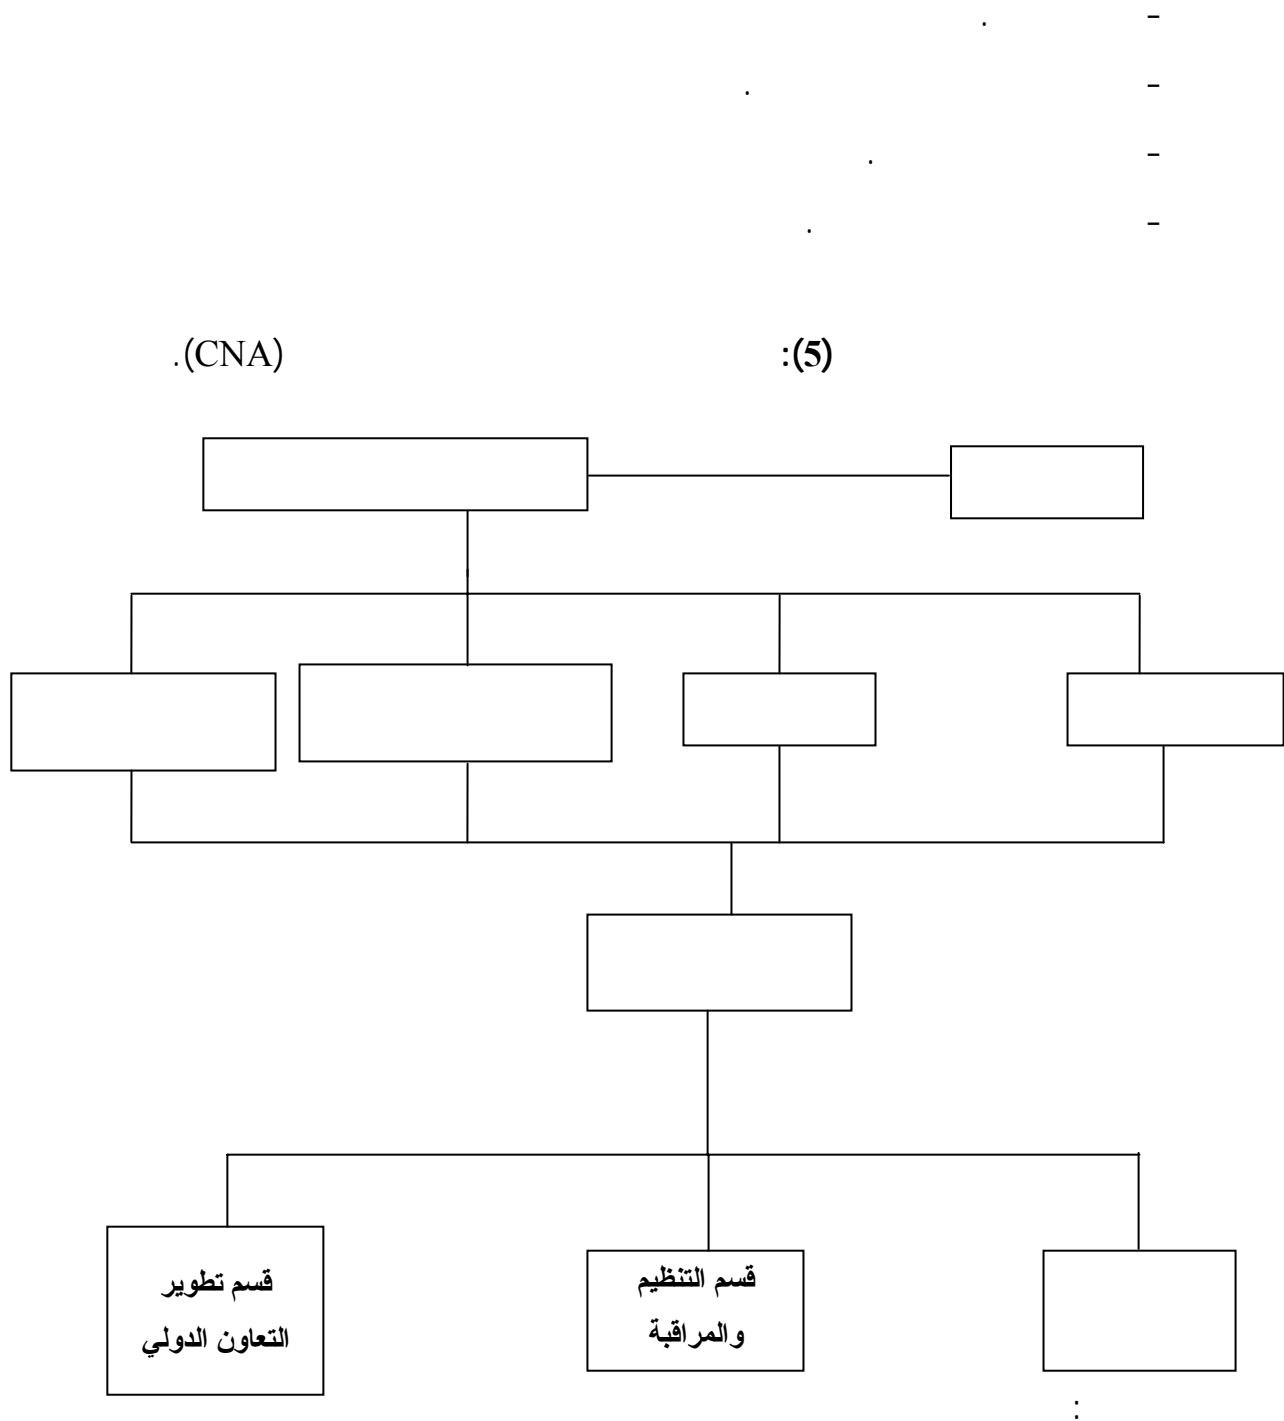 - .
- .
- .
- .
(5): (CNA).
قسم التنظيم
والمراقبة
قسم تطوير
التعاون الدولي
: